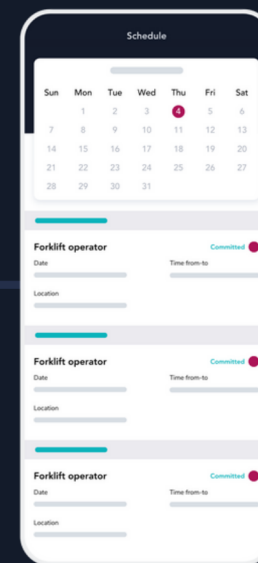 Schedule
Sun Mon Tue Wed Thu Fri Sat
1 2 3 4 5 6
7 8 9 10 11 12 13
14 15 16 17 18 19 20
21 22 23 24 25 26 27
28 29 30 31
Forklift operator Committed
Date Time from-to
Location
Forklift operator Committed
Date Time from-to
Location
Forklift operator Committed
Date Time from-to
Location